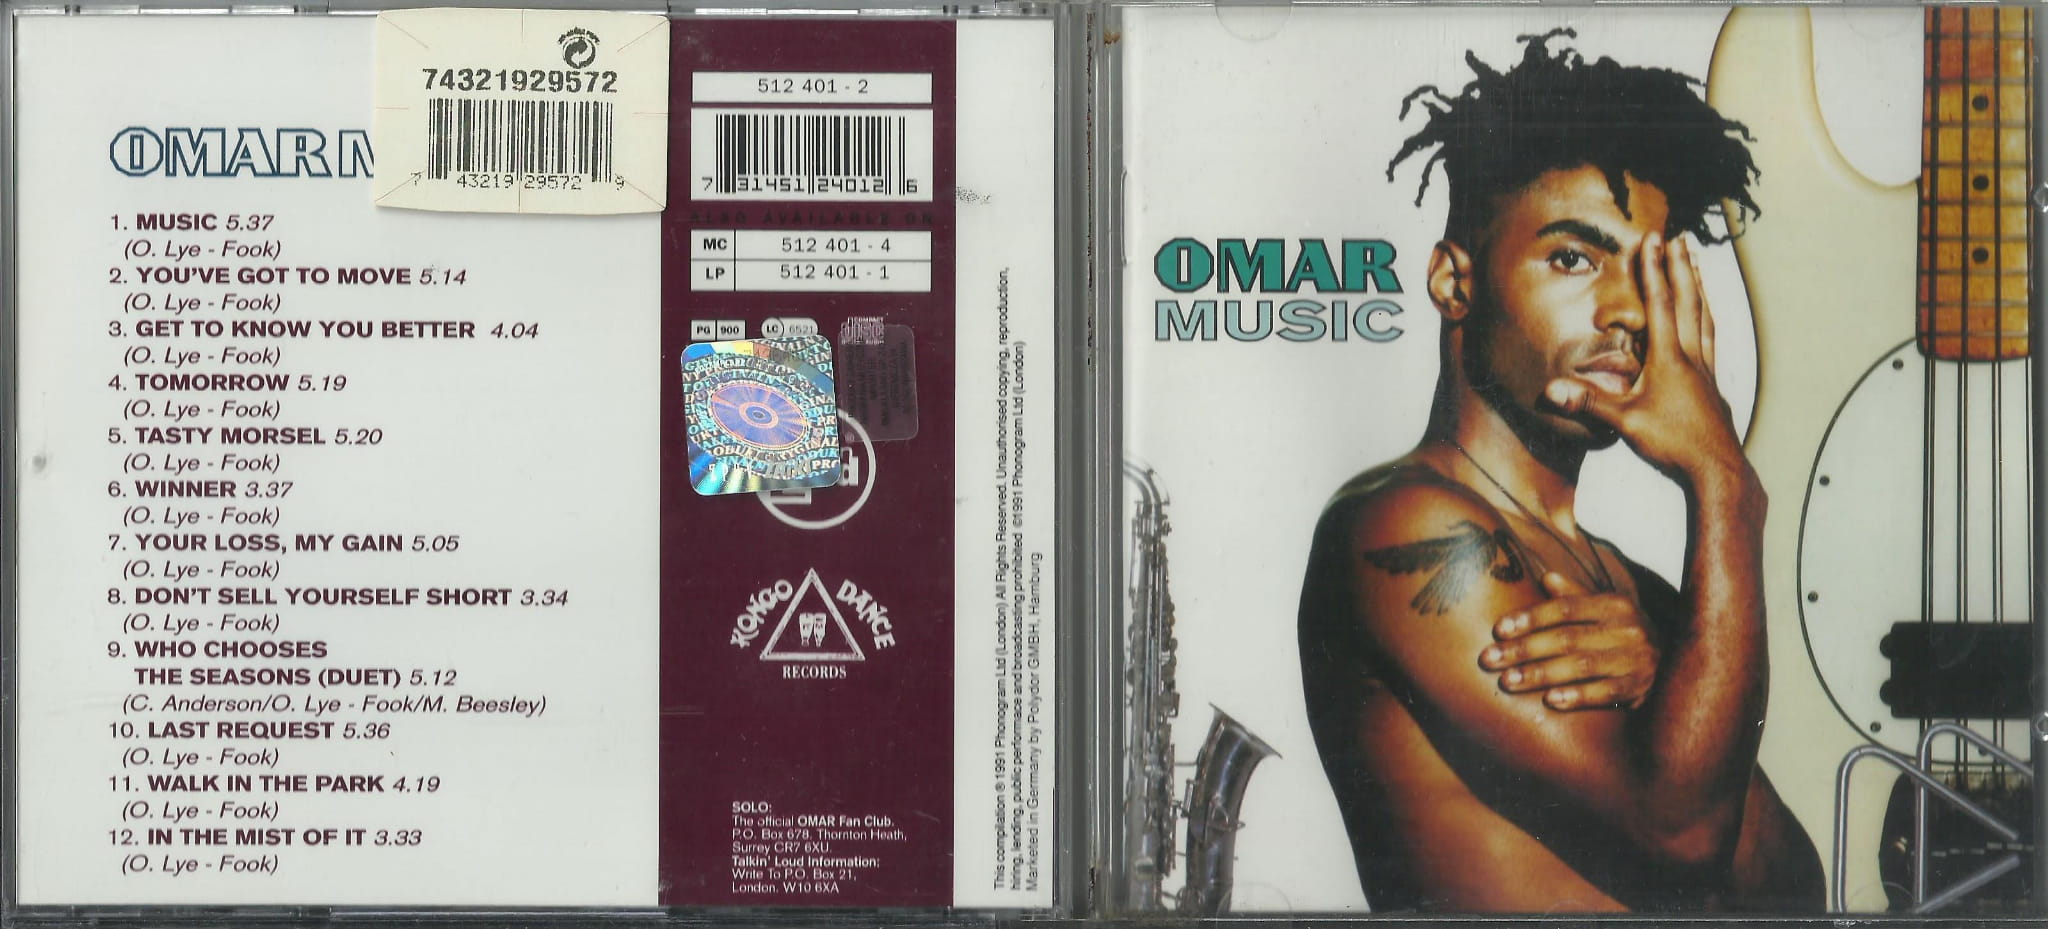 74321929572
7 43219 29572 9
OMAR M
1. MUSIC 5.37
(O. Lye - Fook)
2. YOU'VE GOT TO MOVE 5.14
(O. Lye - Fook)
3. GET TO KNOW YOU BETTER 4.04
(O. Lye - Fook)
4. TOMORROW 5.19
(O. Lye - Fook)
5. TASTY MORSEL 5.20
(O. Lye - Fook)
6. WINNER 3.37
(O. Lye - Fook)
7. YOUR LOSS, MY GAIN 5.05
(O. Lye - Fook)
8. DON'T SELL YOURSELF SHORT 3.34
(O. Lye - Fook)
9. WHO CHOOSES
THE SEASONS (DUET) 5.12
(C. Anderson/O. Lye - Fook/M. Beesley)
10. LAST REQUEST 5.36
(O. Lye - Fook)
11. WALK IN THE PARK 4.19
(O. Lye - Fook)
12. IN THE MIST OF IT 3.33
(O. Lye - Fook)
512 401 - 2
7 31451 24012 6
ALSO AVAILABLE ON
MC 512 401 - 4
LP 512 401 - 1
PG 900 LC 6521
COMPACT
disc
KONGO DANCE
RECORDS
SOLO:
The official OMAR Fan Club.
P.O. Box 678, Thornton Heath,
Surrey CR7 6XU.
Talkin' Loud Information:
Write To P.O. Box 21,
London. W10 6XA
This compilation ℗ 1991 Phonogram Ltd (London) All Rights Reserved. Unauthorised copying, reproduction,
hiring, lending, public performace and broadcasting prohibited ©1991 Phonogram Ltd (London)
Marketed in Germany by Polydor GMBH, Hamburg
OMAR
MUSIC